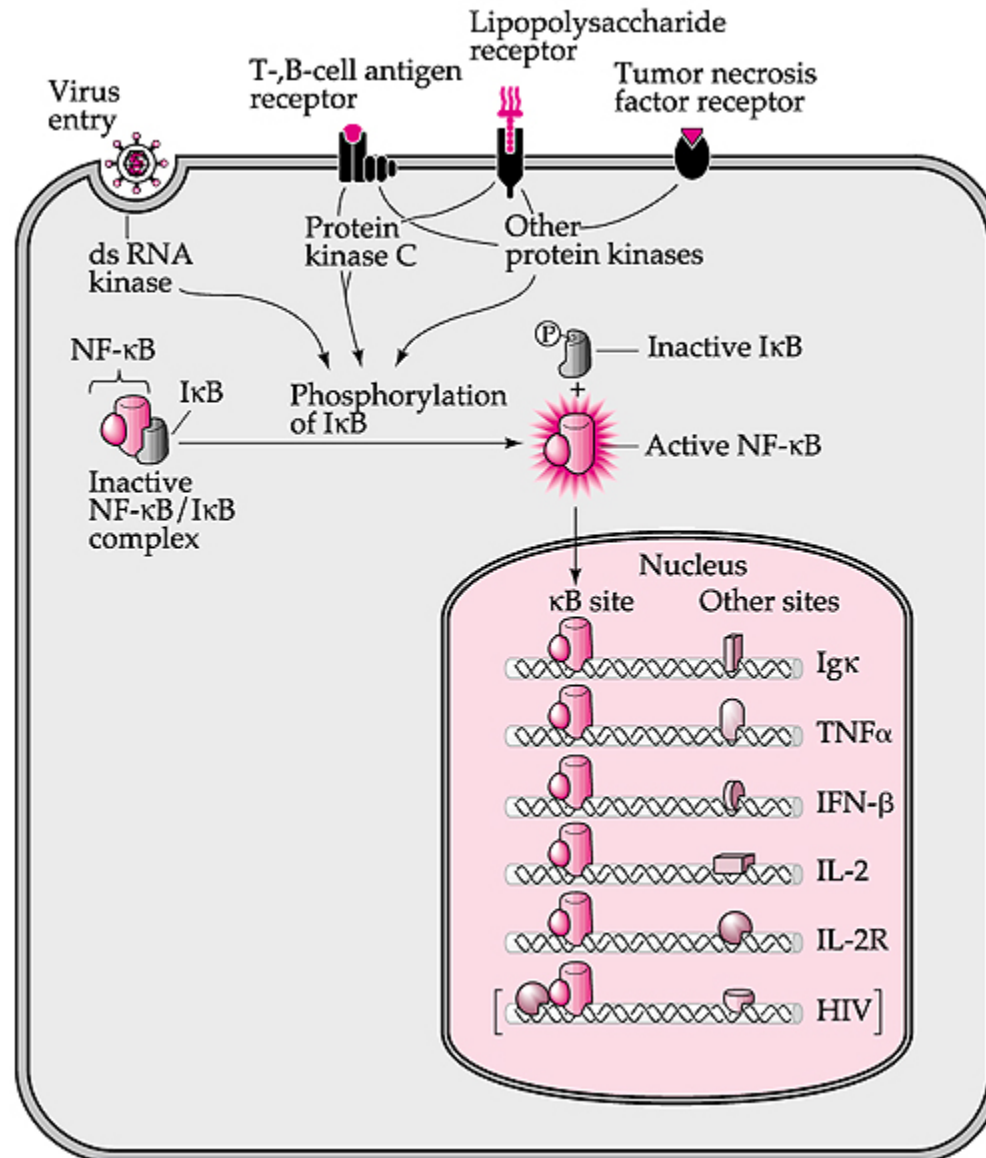 Lipopolysaccharide
receptor
T-,B-cell antigen
receptor
Tumor necrosis
factor receptor
Virus
entry
Protein
kinase C
Other
protein kinases
ds RNA
kinase
P
Inactive IκB
NF-κB
IκB
Phosphorylation
of IκB
+
Active NF-κB
Inactive
NF-κB/IκB
complex
Nucleus
κB site
Other sites
Igκ
TNFα
IFN-β
IL-2
IL-2R
[HIV]